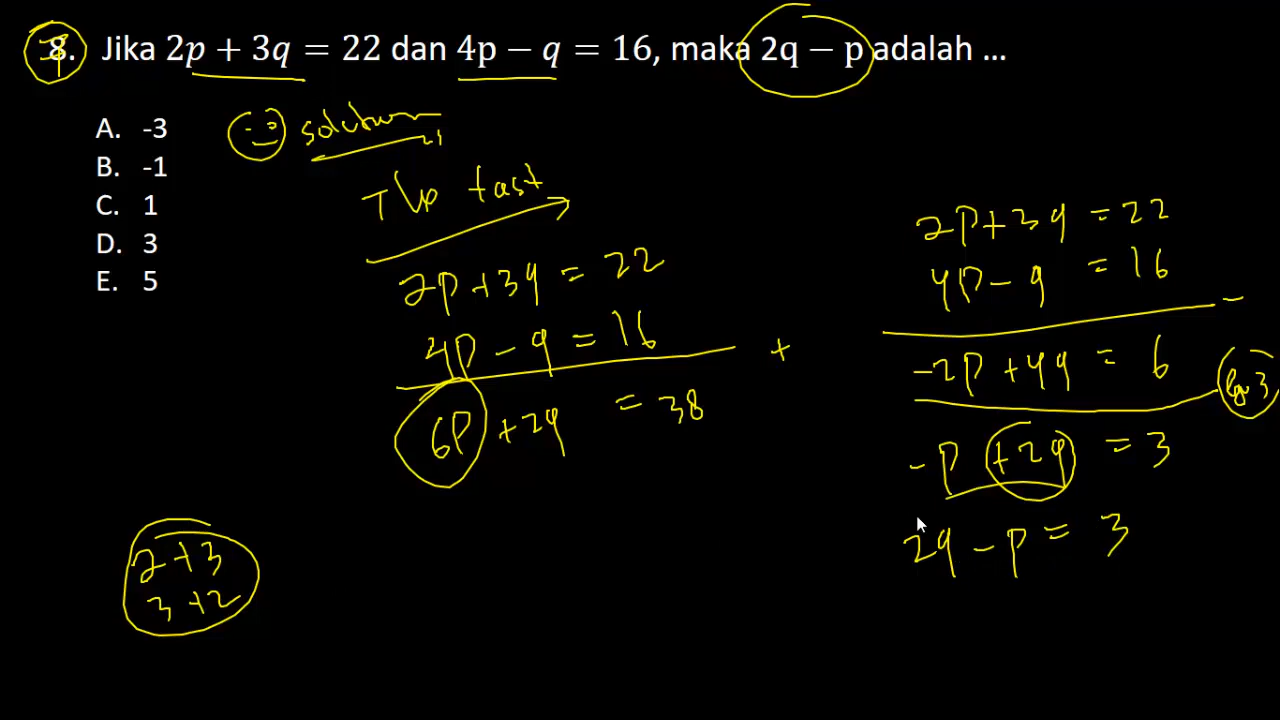 8. Jika 2p + 3q = 22 dan 4p − q = 16, maka 2q − p adalah ...
A. -3
B. -1
C. 1
D. 3
E. 5
solution
2p + 3q = 22
4p - q = 16
+
6p + 2q = 38
2p + 3q = 22
4p - q = 16
-
-2p + 4q = 6
-p + 2q = 3
2q - p = 3
2 + 3
3 + 2